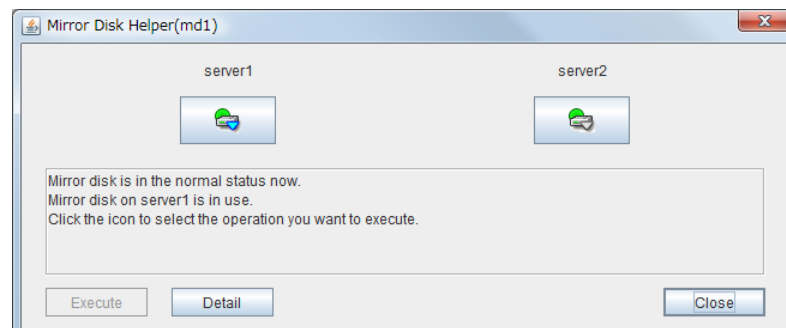 Mirror Disk Helper(md1)
server1 server2
Mirror disk is in the normal status now.
Mirror disk on server1 is in use.
Click the icon to select the operation you want to execute.
Execute Detail Close